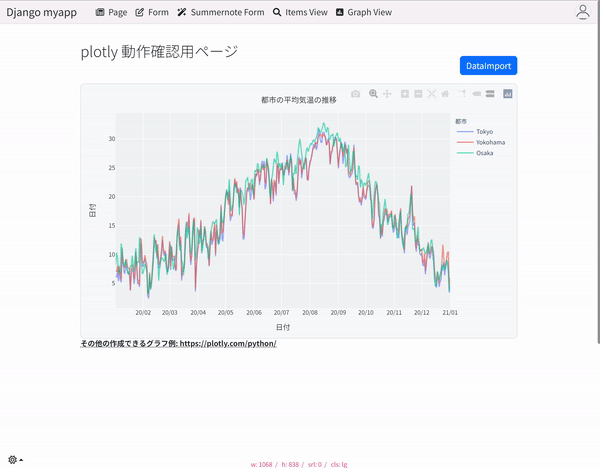 Django myapp Page Form Summernote Form Items View Graph View
plotly 動作確認用ページ
DataImport
都市の平均気温の推移
都市
Tokyo
Yokohama
Osaka
日付
30
25
20
15
10
5
20/02 20/03 20/04 20/05 20/06 20/07 20/08 20/09 20/10 20/11 20/12 21/01
日付
その他の作成できるグラフ例: https://plotly.com/python/
w: 1068 / h: 838 / srl: 0 / cls: lg